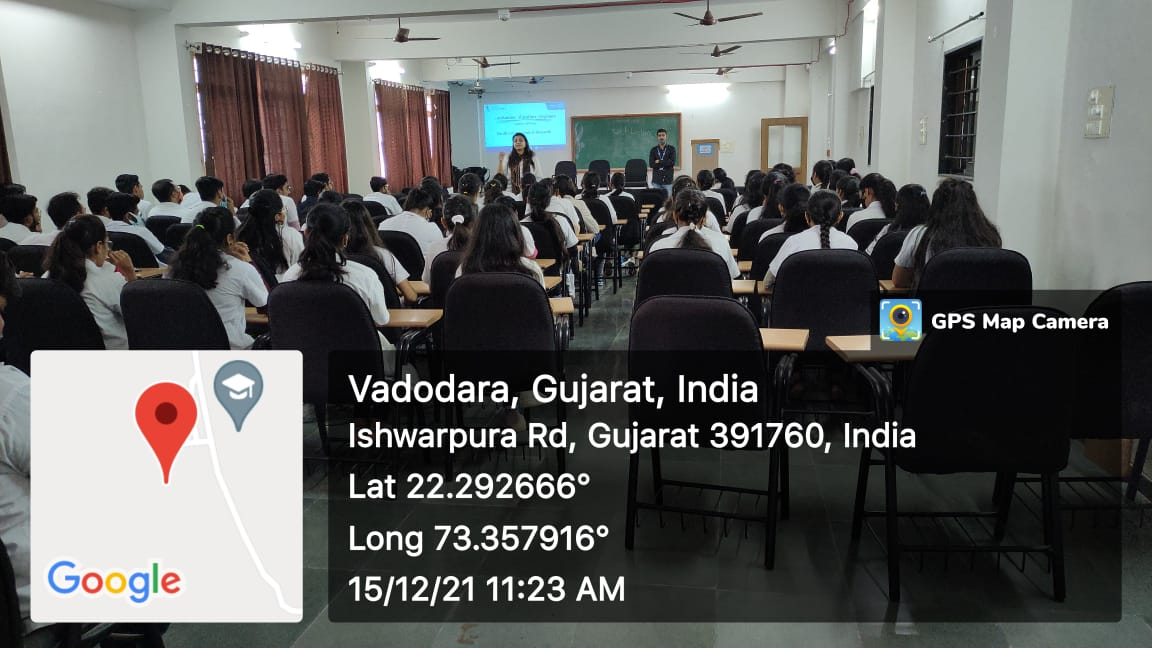 GPS Map Camera
Vadodara, Gujarat, India
Ishwarpura Rd, Gujarat 391760, India
Lat 22.292666°
Long 73.357916°
15/12/21 11:23 AM
Google